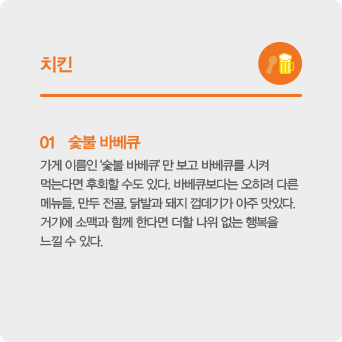 치킨
01 숯불 바베큐
가게 이름인 '숯불 바베큐' 만 보고 바베큐를 시켜
먹는다면 후회할 수도 있다. 바베큐보다는 오히려 다른
메뉴들, 만두 전골, 닭발과 돼지 껍데기가 아주 맛있다.
거기에 소맥과 함께 한다면 더할 나위 없는 행복을
느낄 수 있다.